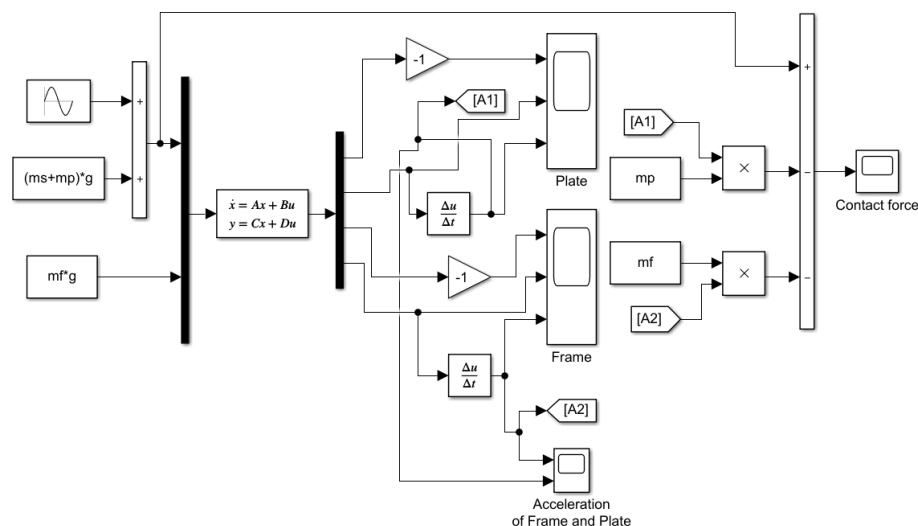 +
+
(ms+mp)*g
mf*g
ẋ = Ax + Bu
y = Cx + Du
-1
[A1]
Δu
Δt
Plate
-1
Δu
Δt
Frame
[A2]
Acceleration
of Frame and Plate
[A1]
mp
×
mf
×
[A2]
+
−
−
Contact force